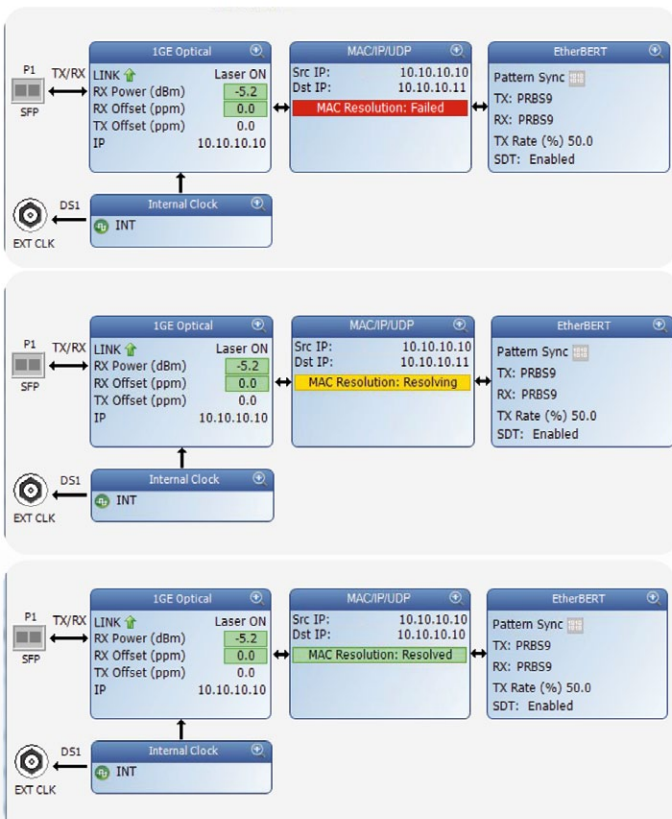 1GE Optical
MAC/IP/UDP
EtherBERT
P1
TX/RX
SFP
LINK
Laser ON
RX Power (dBm)
-5.2
RX Offset (ppm)
0.0
TX Offset (ppm)
0.0
IP
10.10.10.10
Src IP:
10.10.10.10
Dst IP:
10.10.10.11
MAC Resolution: Failed
Pattern Sync
TX: PRBS9
RX: PRBS9
TX Rate (%) 50.0
SDT: Enabled
DS1
EXT CLK
Internal Clock
INT
1GE Optical
MAC/IP/UDP
EtherBERT
P1
TX/RX
SFP
LINK
Laser ON
RX Power (dBm)
-5.2
RX Offset (ppm)
0.0
TX Offset (ppm)
0.0
IP
10.10.10.10
Src IP:
10.10.10.10
Dst IP:
10.10.10.11
MAC Resolution: Resolving
Pattern Sync
TX: PRBS9
RX: PRBS9
TX Rate (%) 50.0
SDT: Enabled
DS1
EXT CLK
Internal Clock
INT
1GE Optical
MAC/IP/UDP
EtherBERT
P1
TX/RX
SFP
LINK
Laser ON
RX Power (dBm)
-5.2
RX Offset (ppm)
0.0
TX Offset (ppm)
0.0
IP
10.10.10.10
Src IP:
10.10.10.10
Dst IP:
10.10.10.10
MAC Resolution: Resolved
Pattern Sync
TX: PRBS9
RX: PRBS9
TX Rate (%) 50.0
SDT: Enabled
DS1
EXT CLK
Internal Clock
INT